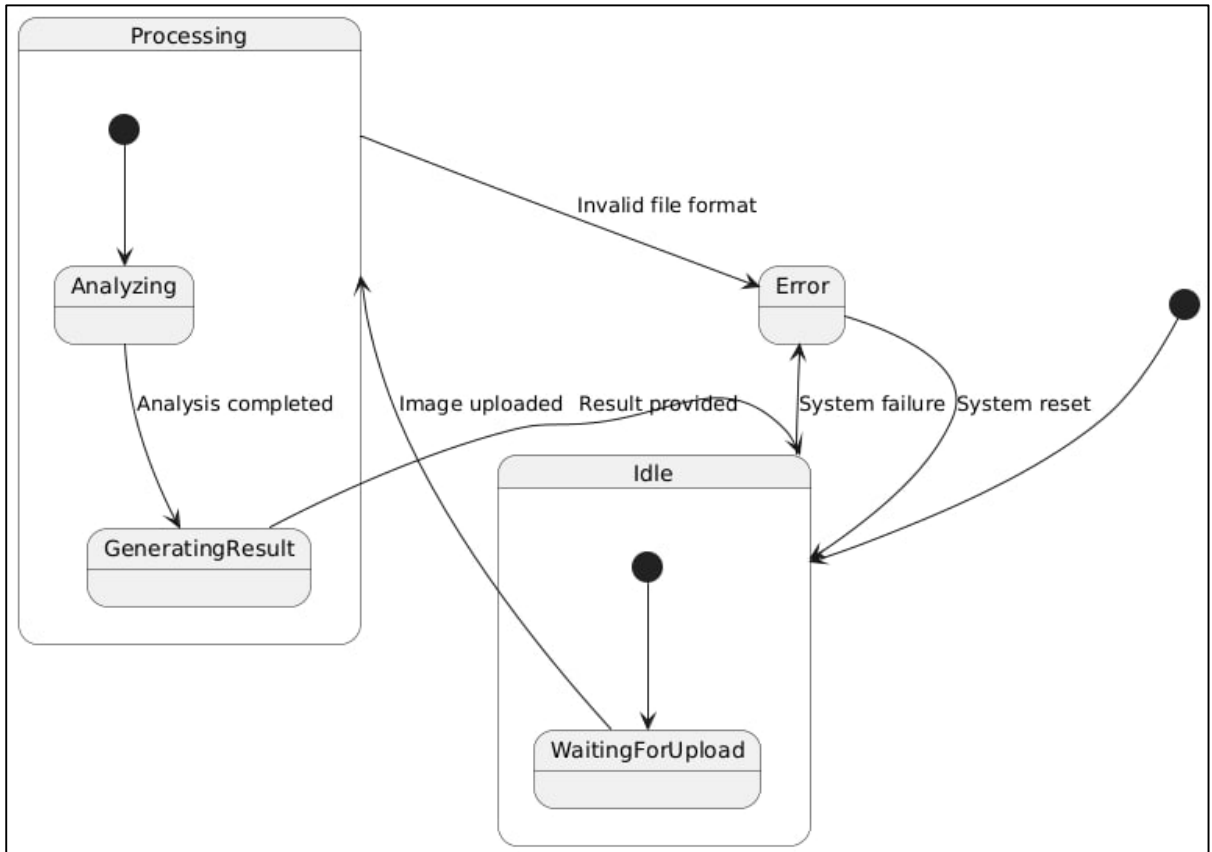 Processing
Invalid file format
Analyzing
Error
Analysis completed
Image uploaded
Result provided
System failure
System reset
Idle
GeneratingResult
WaitingForUpload